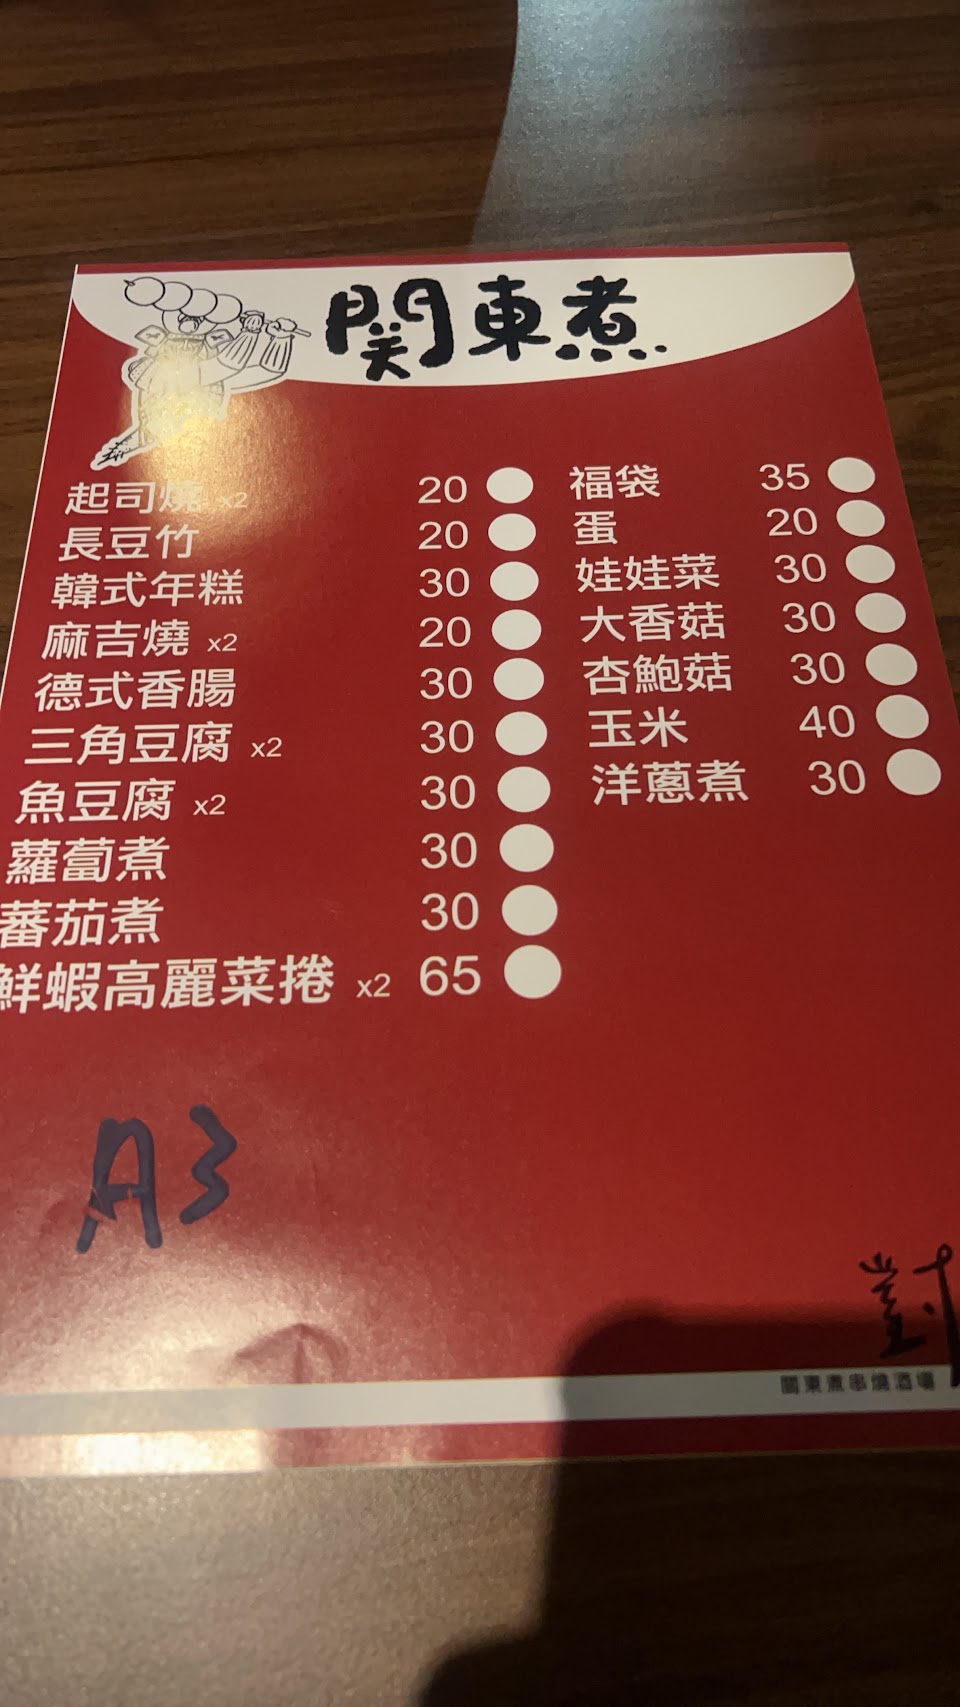 関東煮
起司燒 x2 20
長豆竹 20
韓式年糕 30
麻吉燒 x2 20
德式香腸 30
三角豆腐 x2 30
魚豆腐 x2 30
蘿蔔煮 30
蕃茄煮 30
鮮蝦高麗菜捲 x2 65
福袋 35
蛋 20
娃娃菜 30
大香菇 30
杏鮑菇 30
玉米 40
洋蔥煮 30
A3
對
関東煮串燒酒場